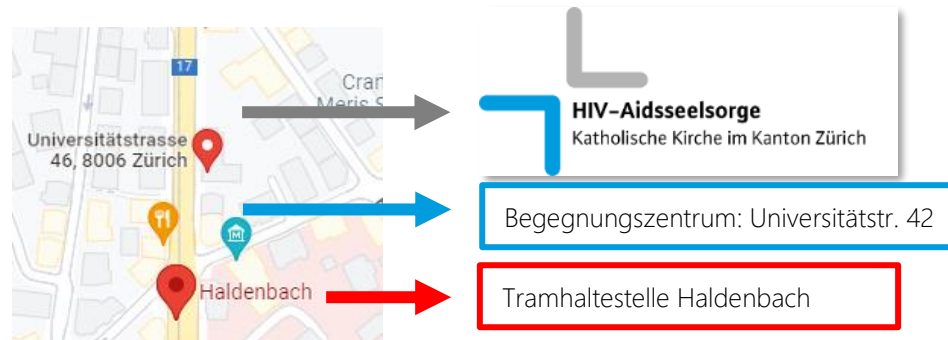 17
Cran
Meris S
Universitätstrasse
46, 8006 Zürich
Haldenbach
HIV–Aidsseelsorge
Katholische Kirche im Kanton Zürich
Begegnungszentrum: Universitätstr. 42
Tramhaltestelle Haldenbach